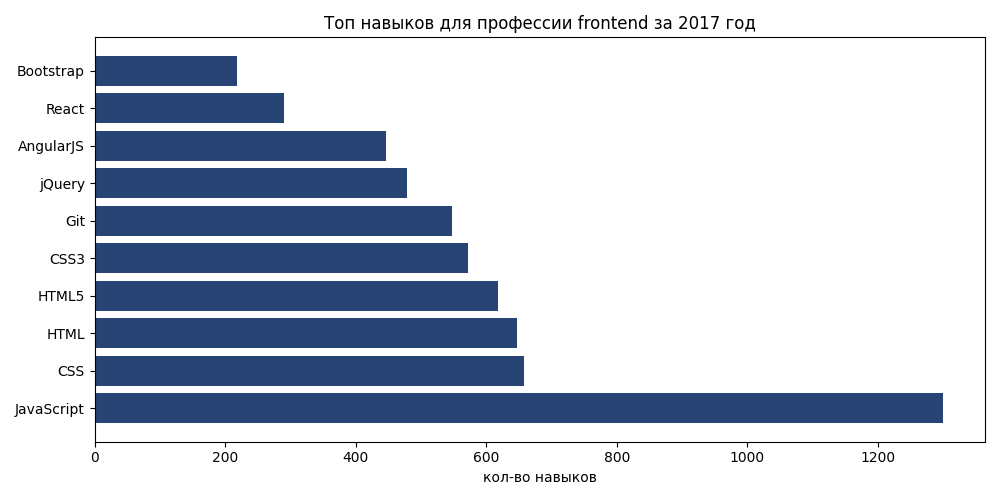 Топ навыков для профессии frontend за 2017 год
Bootstrap
React
AngularJS
jQuery
Git
CSS3
HTML5
HTML
CSS
JavaScript
0 200 400 600 800 1000 1200
кол-во навыков